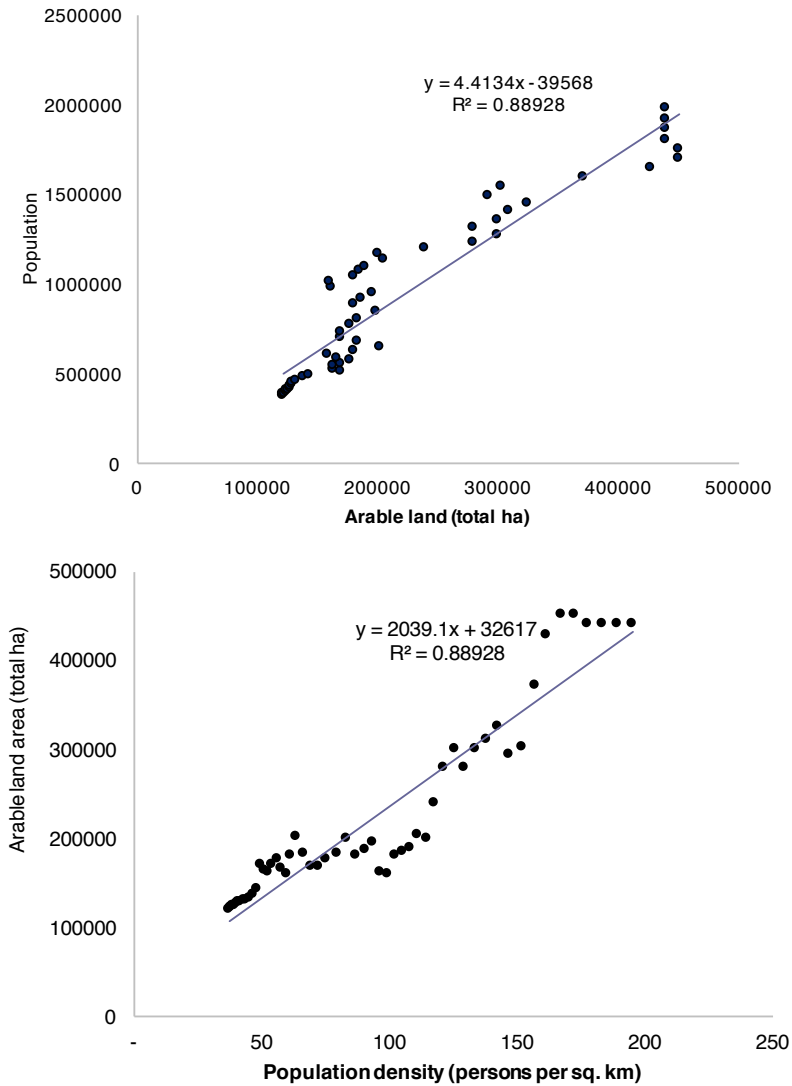 2500000
y = 4.4134x - 39568
R² = 0.88928
2000000
1500000
Population
1000000
500000
0
0 100000 200000 300000 400000 500000
Arable land (total ha)
500000
y = 2039.1x + 32617
R² = 0.88928
400000
300000
Arable land area (total ha)
200000
100000
0
- 50 100 150 200 250
Population density (persons per sq. km)